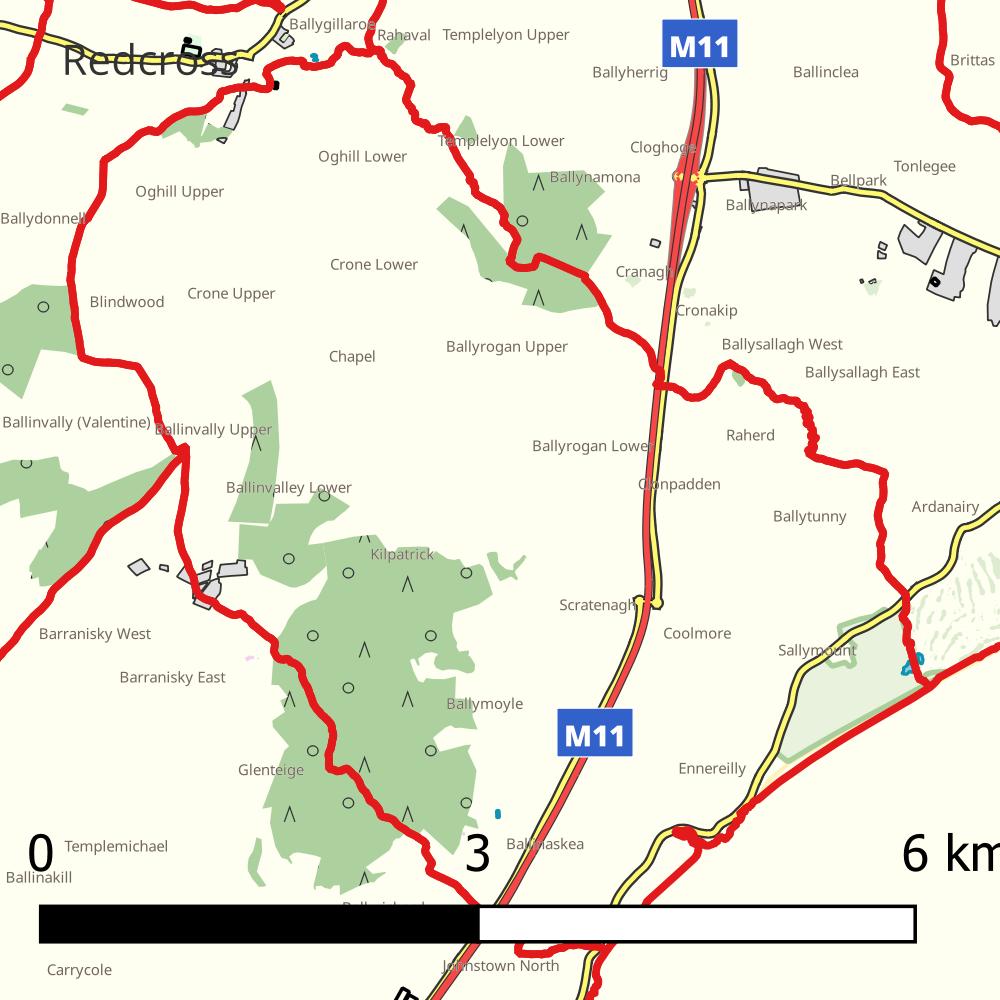 Ballygillaroe
Rahaval
Templelyon Upper
M11
Redcross
Ballyherrig
Ballinclea
Brittas
Templelyon Lower
Cloghoge
Oghill Lower
Tonlegee
Ballynamona
Bellpark
Oghill Upper
Ballynapark
Ballydonnell
Crone Lower
Cranagh
Crone Upper
Blindwood
Cronakip
Ballyrogan Upper
Ballysallagh West
Chapel
Ballysallagh East
Ballinvally (Valentine)
Ballinvally Upper
Raherd
Ballyrogan Lower
Ballinvalley Lower
Clonpadden
Ardanairy
Ballytunny
Kilpatrick
Scratenagh
Barranisky West
Coolmore
Sallymount
Barranisky East
Ballymoyle
M11
Glenteige
Ennereilly
Templemichael
Ballinaskea
0 3 6 km
Ballinakill
Johnstown North
Carrycole